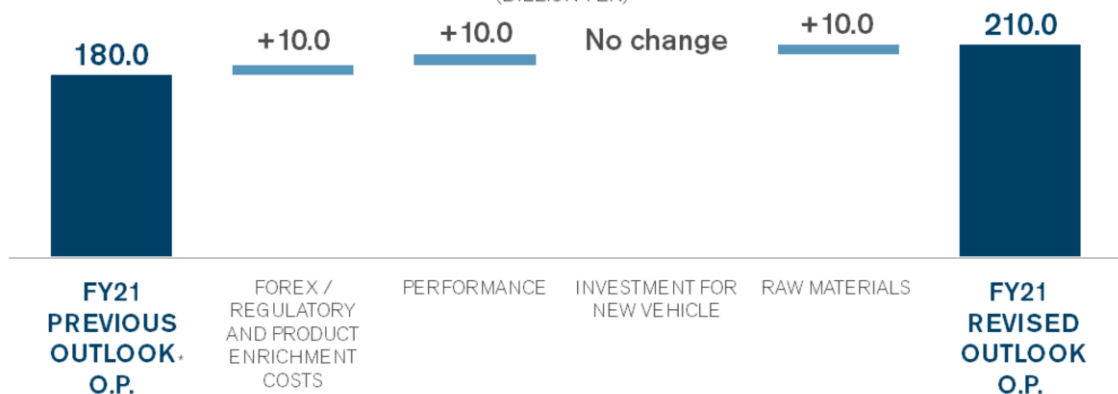 180.0
+10.0
+10.0
No change
+10.0
210.0
FY21
PREVIOUS
OUTLOOK*
O.P.
FOREX /
REGULATORY
AND PRODUCT
ENRICHMENT
COSTS
PERFORMANCE
INVESTMENT FOR
NEW VEHICLE
RAW MATERIALS
FY21
REVISED
OUTLOOK
O.P.